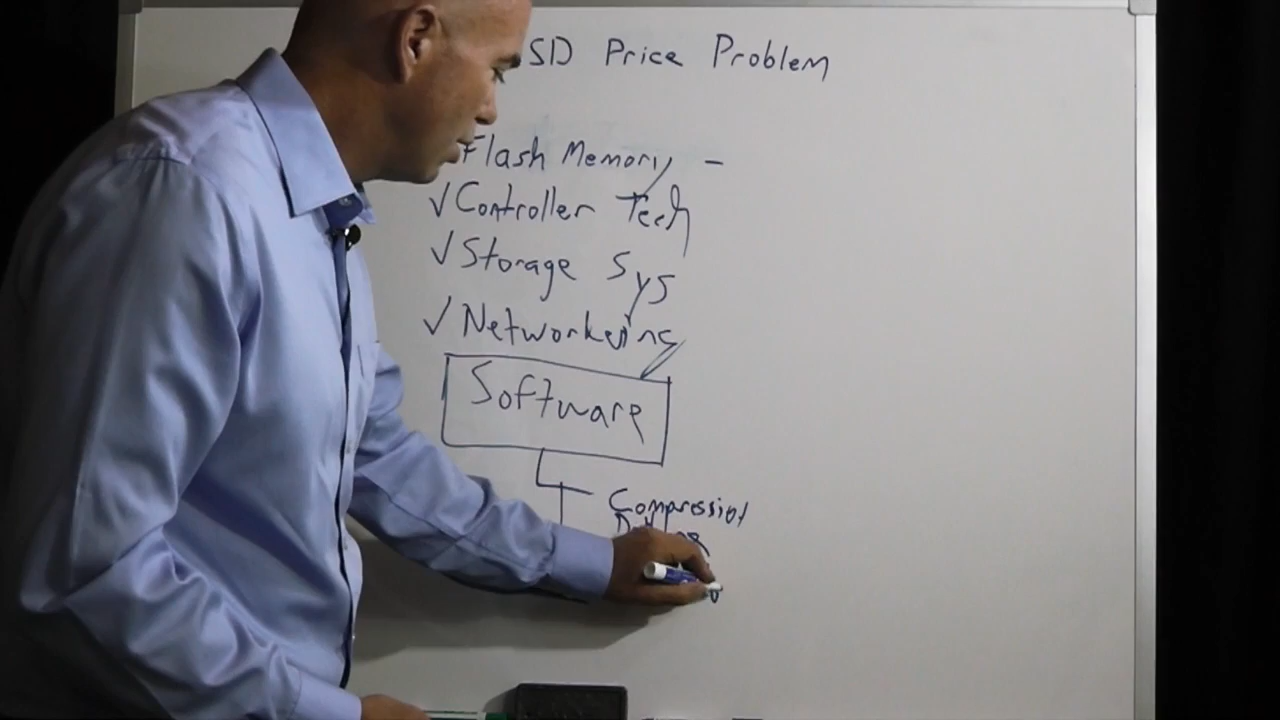 SD Price Problem
Flash Memory -
✓ Controller Tech
✓ Storage Sys
✓ Networking
Software
Compression